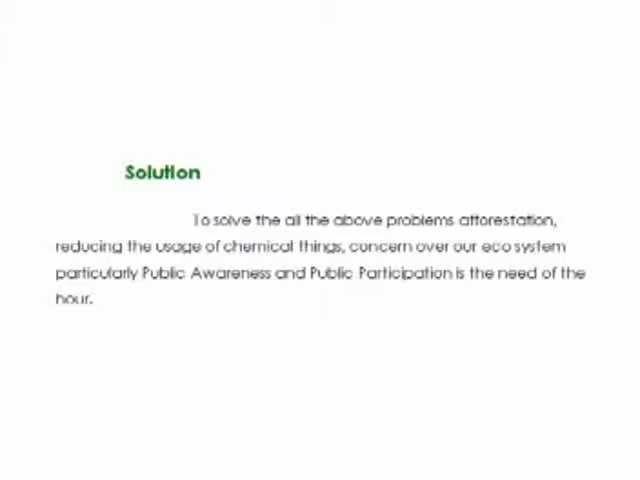 Solution
To solve the all the above problems afforestation,
reducing the usage of chemical things, concern over our eco system
particularly Public Awareness and Public Participation is the need of the
hour.